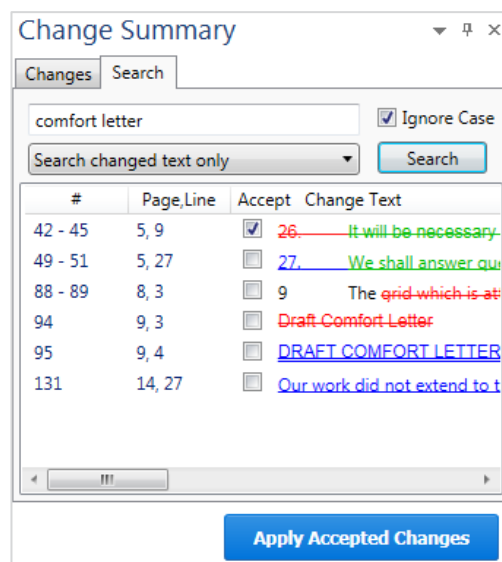 Change Summary
Changes Search
comfort letter Ignore Case
Search changed text only Search
# Page,Line Accept Change Text
42 - 45 5, 9 26. It will be necessary
49 - 51 5, 27 27. We shall answer que
88 - 89 8, 3 9 The grid which is at
94 9, 3 Draft Comfort Letter
95 9, 4 DRAFT COMFORT LETTER
131 14, 27 Our work did not extend to t
Apply Accepted Changes